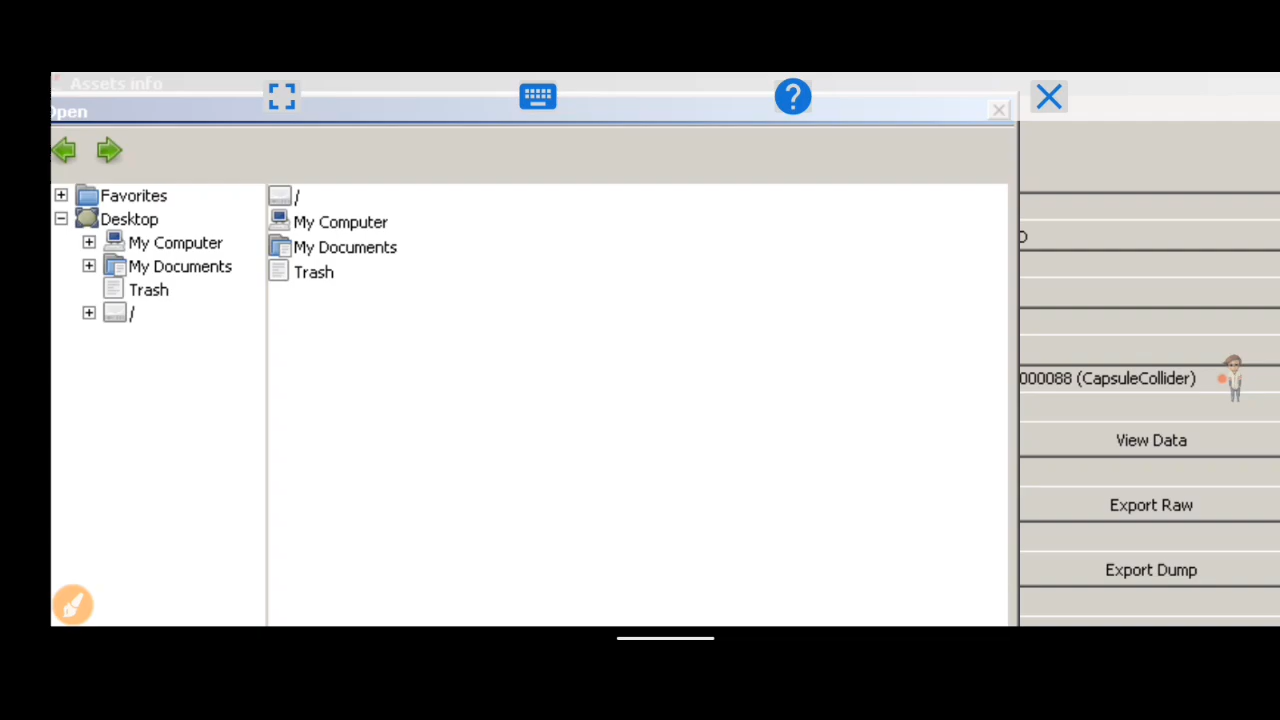 Assets info
Open
Favorites
Desktop
My Computer
My Documents
Trash
/
/
My Computer
My Documents
Trash
000088 (CapsuleCollider)
View Data
Export Raw
Export Dump